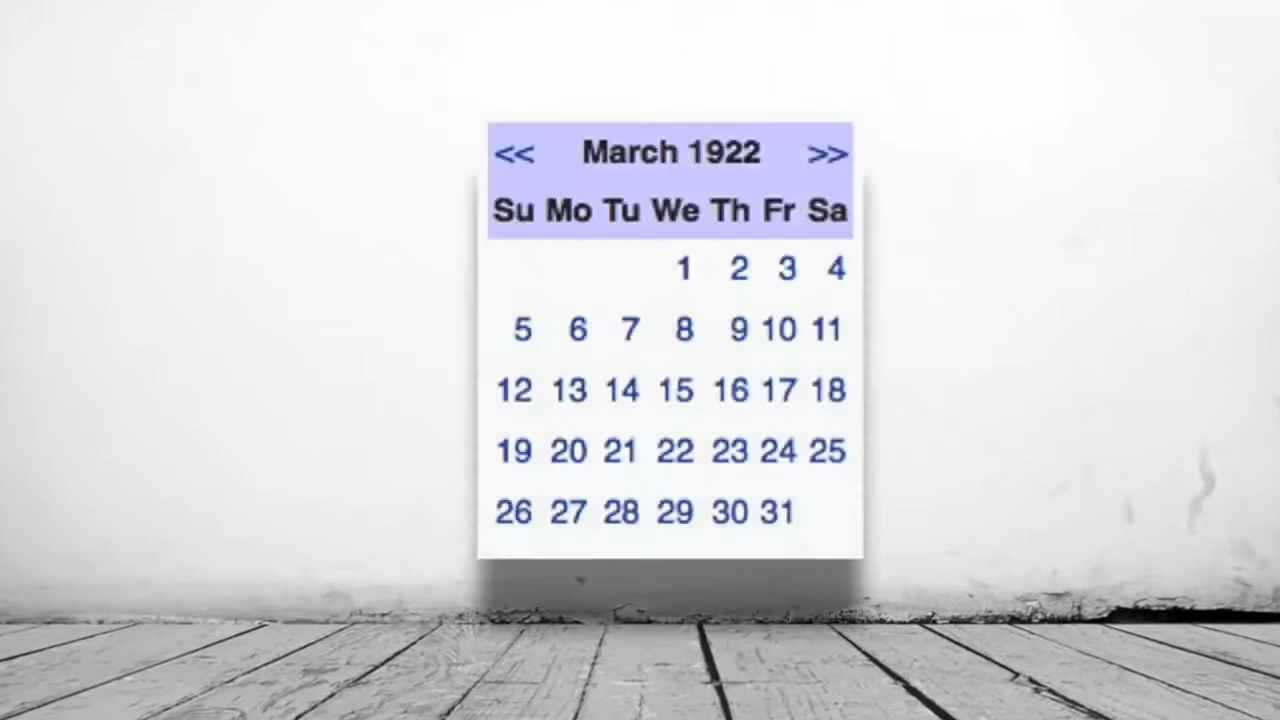 << March 1922 >>
Su Mo Tu We Th Fr Sa
1 2 3 4
5 6 7 8 9 10 11
12 13 14 15 16 17 18
19 20 21 22 23 24 25
26 27 28 29 30 31